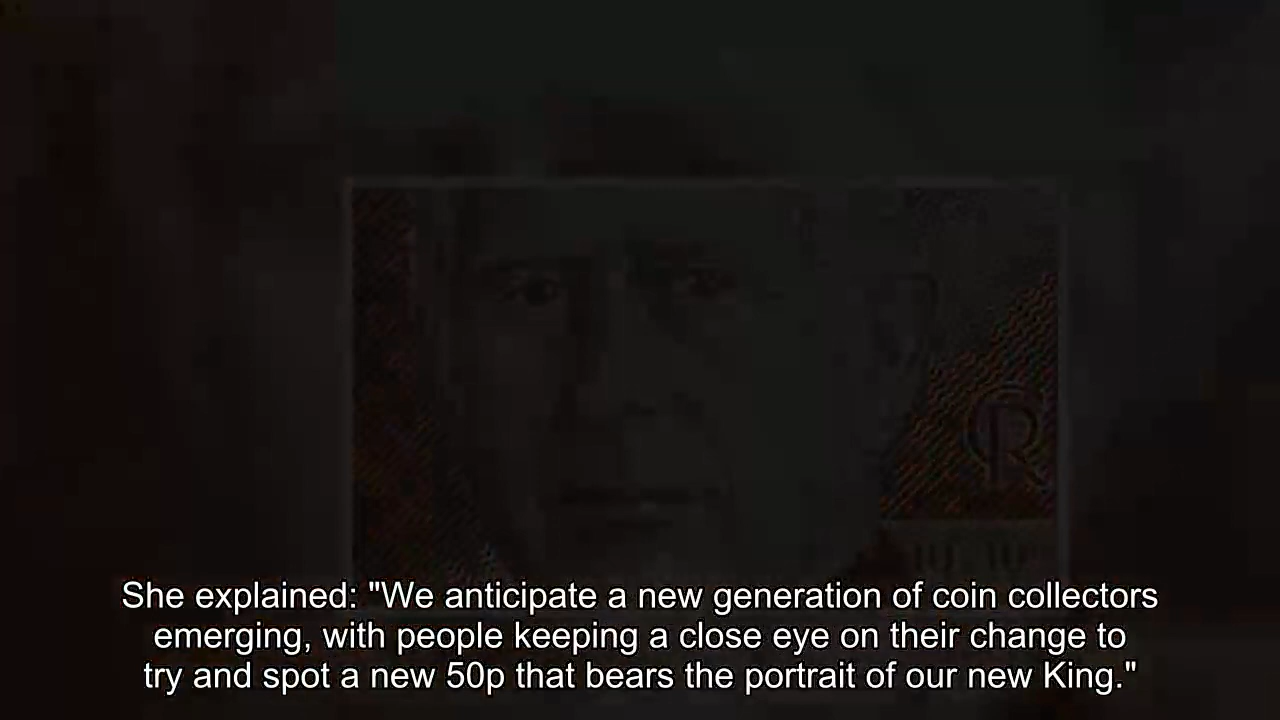 She explained: "We anticipate a new generation of coin collectors
emerging, with people keeping a close eye on their change to
try and spot a new 50p that bears the portrait of our new King."